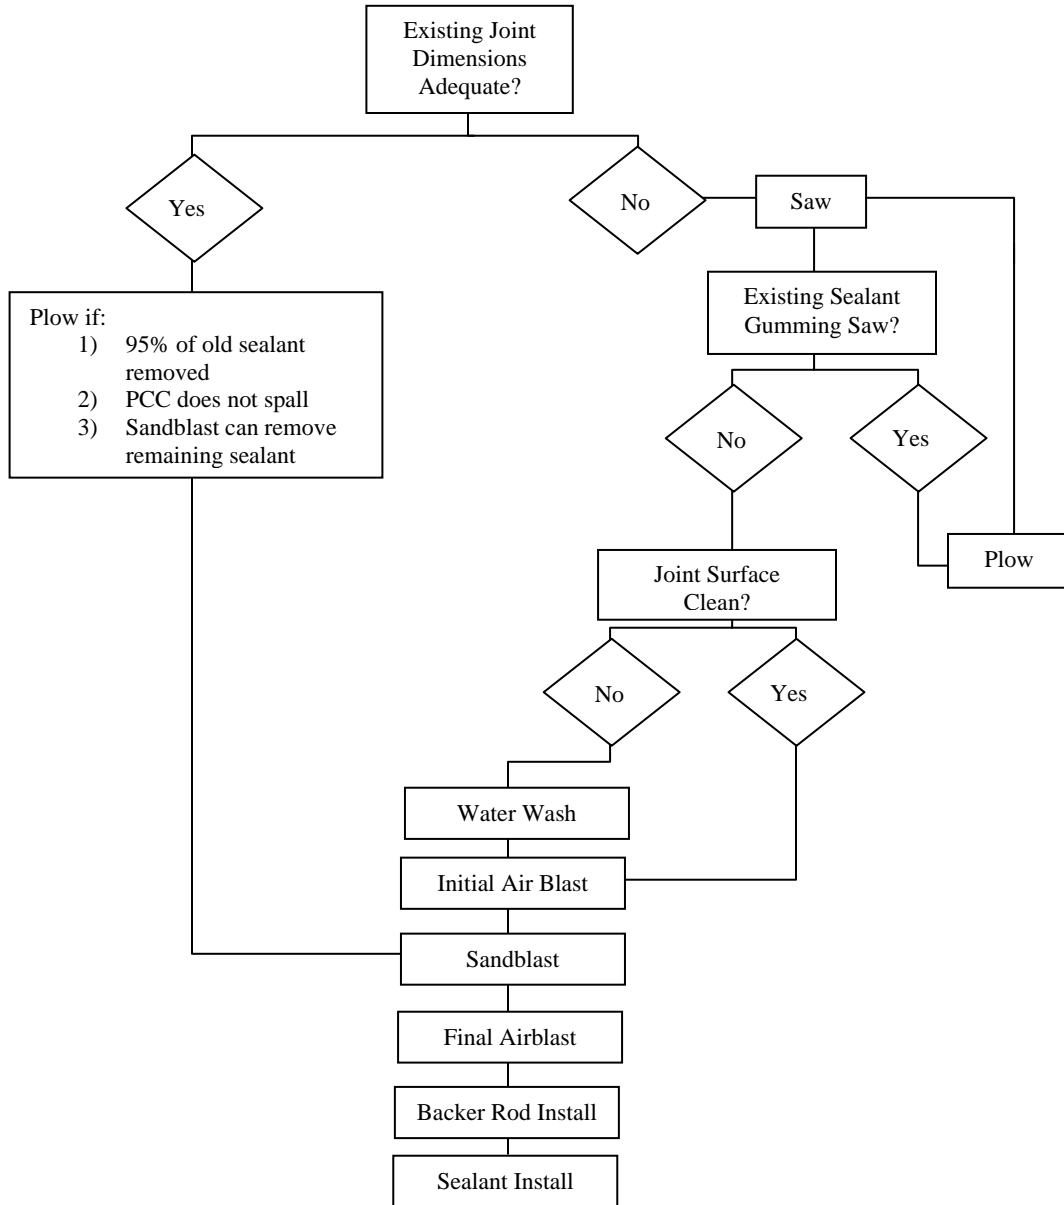 Existing Joint
Dimensions
Adequate?
Yes
No
Saw
Plow if:
1) 95% of old sealant
removed
2) PCC does not spall
3) Sandblast can remove
remaining sealant
Existing Sealant
Gumming Saw?
No
Yes
Plow
Joint Surface
Clean?
No
Yes
Water Wash
Initial Air Blast
Sandblast
Final Airblast
Backer Rod Install
Sealant Install